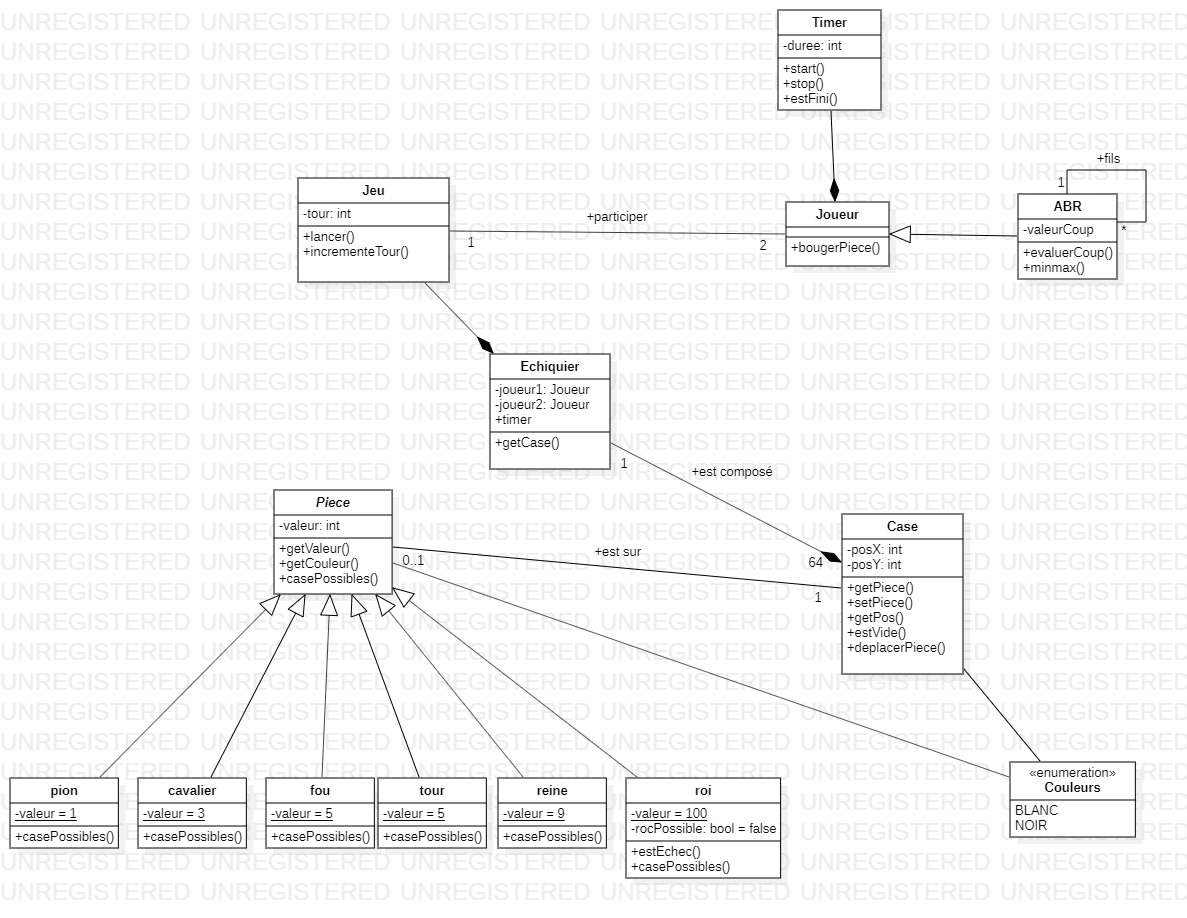 Timer
-duree: int
+start()
+stop()
+estFini()
+fils
1
ABR
-valeurCoup
*
+evaluerCoup()
+minmax()
Jeu
-tour: int
+lancer()
+incrementeTour()
+participer
1
2
Joueur
+bougerPiece()
Echiquier
-joueur1: Joueur
-joueur2: Joueur
+timer
+getCase()
1
+est composé
64
Piece
-valeur: int
+getValeur()
+getCouleur()
+casePossibles()
0..1
+est sur
1
Case
-posX: int
-posY: int
+getPiece()
+setPiece()
+getPos()
+estVide()
+deplacerPiece()
pion
-valeur = 1
+casePossibles()
cavalier
-valeur = 3
+casePossibles()
fou
-valeur = 5
+casePossibles()
tour
-valeur = 5
+casePossibles()
reine
-valeur = 9
+casePossibles()
roi
-valeur = 100
-rocPossible: bool = false
+estEchec()
+casePossibles()
«enumeration»
Couleurs
BLANC
NOIR
UNREGISTERED